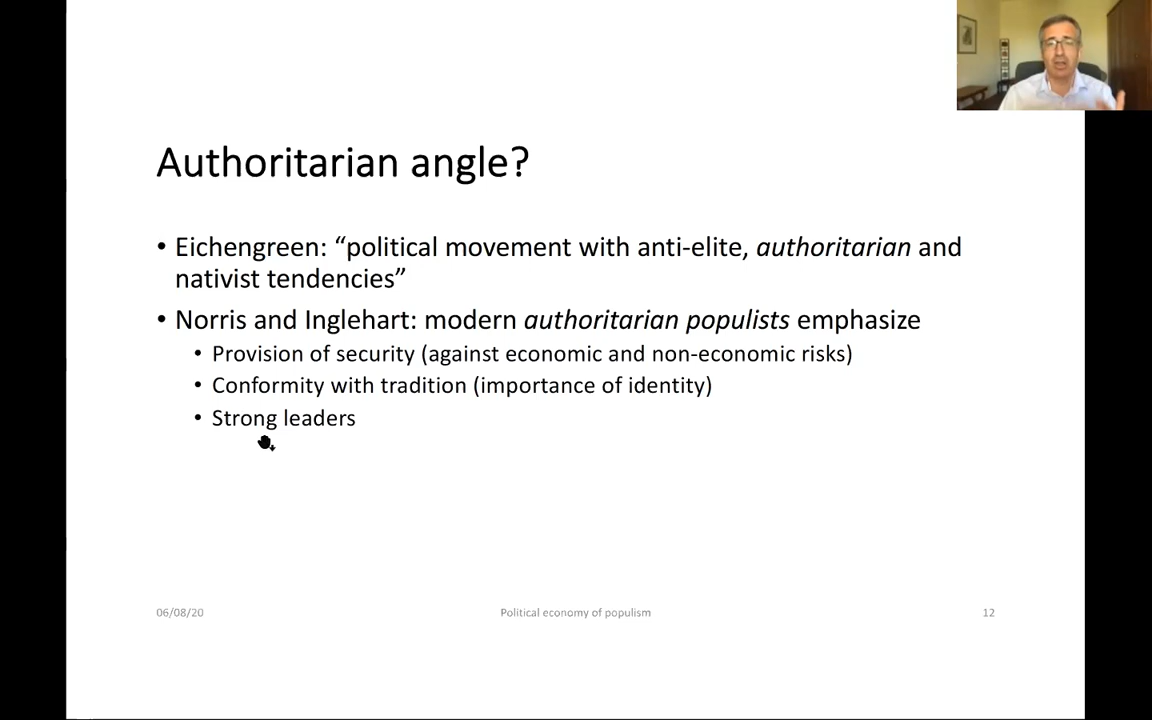 Authoritarian angle?
• Eichengreen: “political movement with anti-elite, authoritarian and
nativist tendencies”
• Norris and Inglehart: modern authoritarian populists emphasize
• Provision of security (against economic and non-economic risks)
• Conformity with tradition (importance of identity)
• Strong leaders
06/08/20
Political economy of populism
12